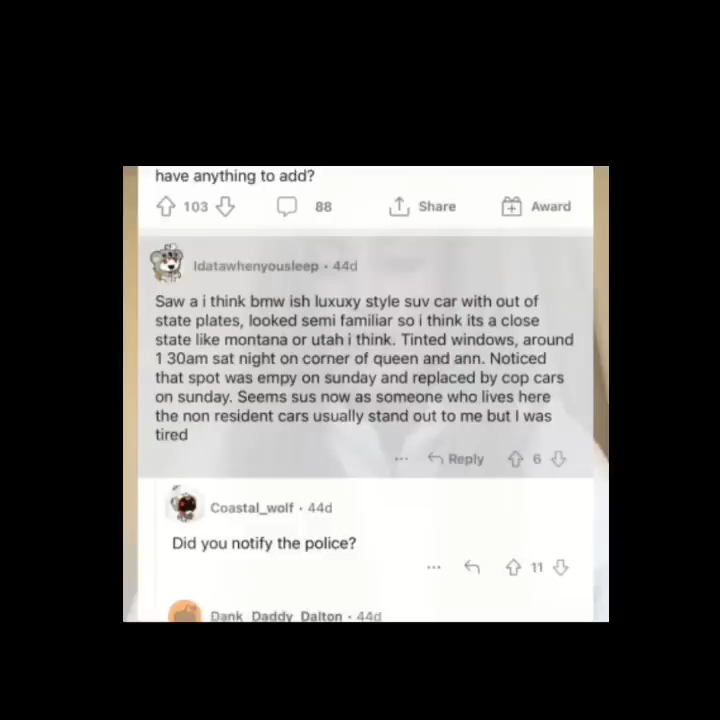 have anything to add?
103
88
Share
Award
Idatawhenyousleep · 44d
Saw a i think bmw ish luxuxy style suv car with out of
state plates, looked semi familiar so i think its a close
state like montana or utah i think. Tinted windows, around
1 30am sat night on corner of queen and ann. Noticed
that spot was empy on sunday and replaced by cop cars
on sunday. Seems sus now as someone who lives here
the non resident cars usually stand out to me but I was
tired
... Reply 6
Coastal_wolf · 44d
Did you notify the police?
... 11
Dank_Daddy_Dalton · 44d